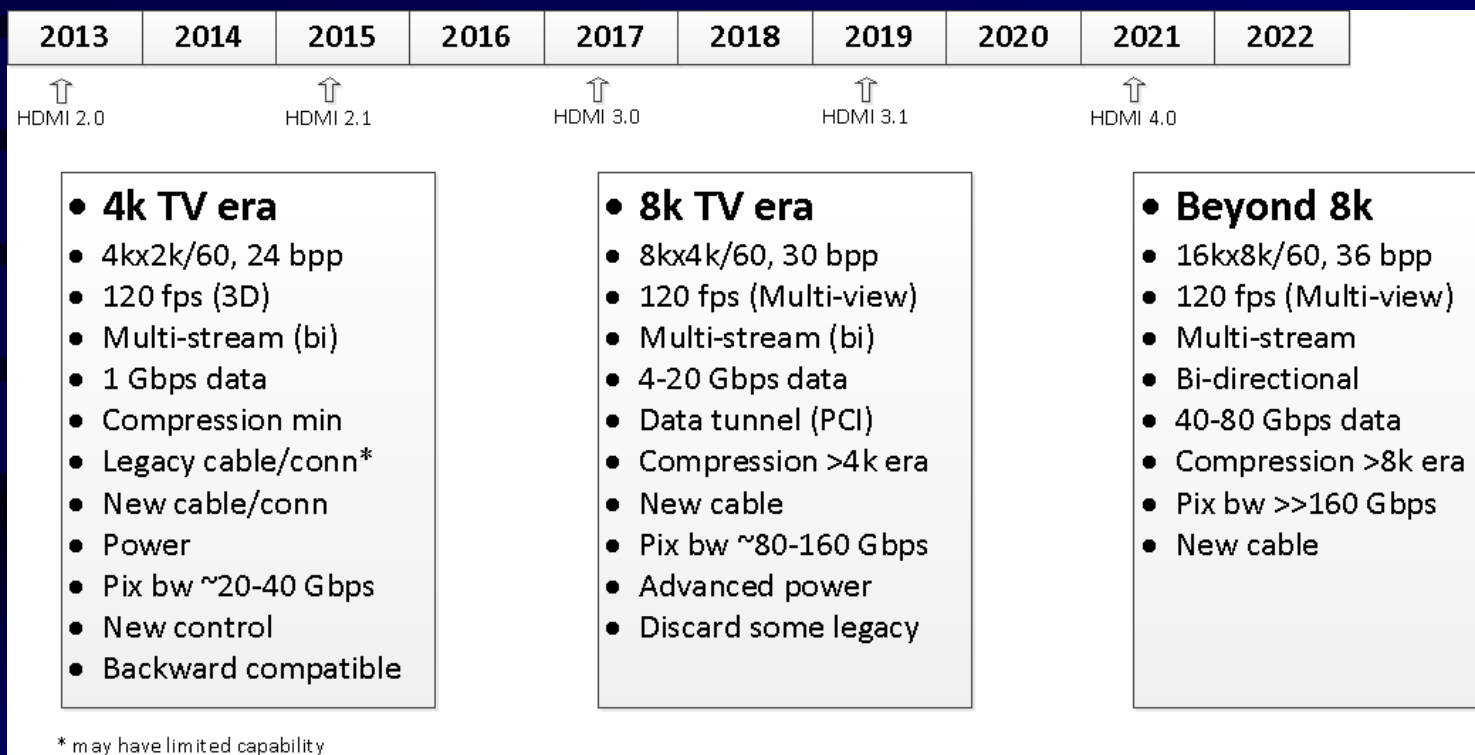 2013 2014 2015 2016 2017 2018 2019 2020 2021 2022
HDMI 2.0 HDMI 2.1 HDMI 3.0 HDMI 3.1 HDMI 4.0
• 4k TV era
• 4kx2k/60, 24 bpp
• 120 fps (3D)
• Multi-stream (bi)
• 1 Gbps data
• Compression min
• Legacy cable/conn*
• New cable/conn
• Power
• Pix bw ~20-40 Gbps
• New control
• Backward compatible
• 8k TV era
• 8kx4k/60, 30 bpp
• 120 fps (Multi-view)
• Multi-stream (bi)
• 4-20 Gbps data
• Data tunnel (PCI)
• Compression >4k era
• New cable
• Pix bw ~80-160 Gbps
• Advanced power
• Discard some legacy
• Beyond 8k
• 16kx8k/60, 36 bpp
• 120 fps (Multi-view)
• Multi-stream
• Bi-directional
• 40-80 Gbps data
• Compression >8k era
• Pix bw >>160 Gbps
• New cable
* may have limited capability